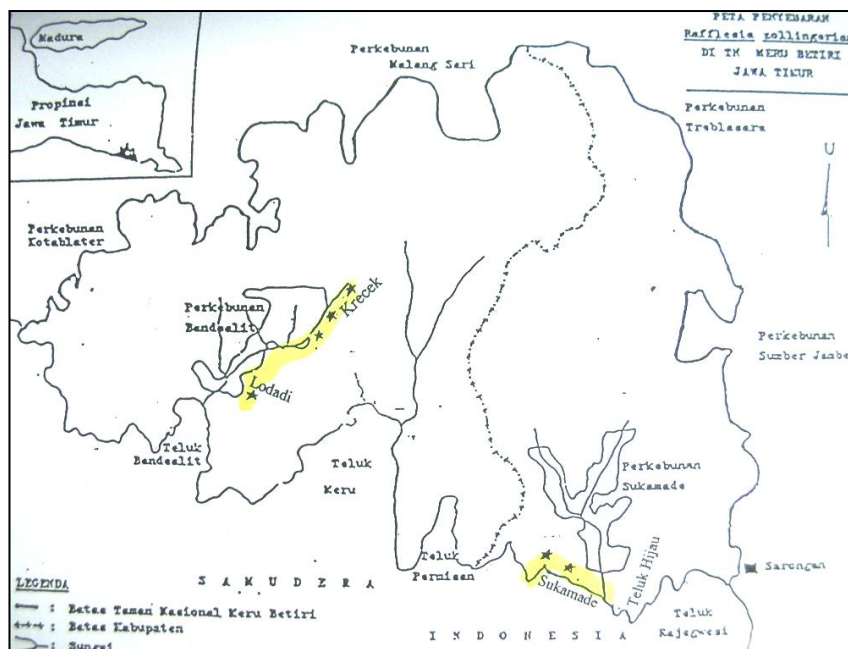 PETA PENYEBARAN
Rafflesia zollingeriana
DI TN MERU BETIRI
JAWA TIMUR
Madura
Propinsi
Jawa Timur
Perkebunan
Malang Sari
Perkebunan
Treblasara
U
Perkebunan
Kotablater
Perkebunan
Bandealit
Krecek
Lodadi
Perkebunan
Sumber Jambe
Teluk
Bandealit
Teluk
Meru
Perkebunan
Sukamade
Teluk
Permisan
Sukamade
Teluk Hijau
Sarongan
Teluk
Rajegwesi
SAMUDERA
INDONESIA
LEGENDA
: Batas Taman Nasional Meru Betiri
: Batas Kabupaten
: Sungai